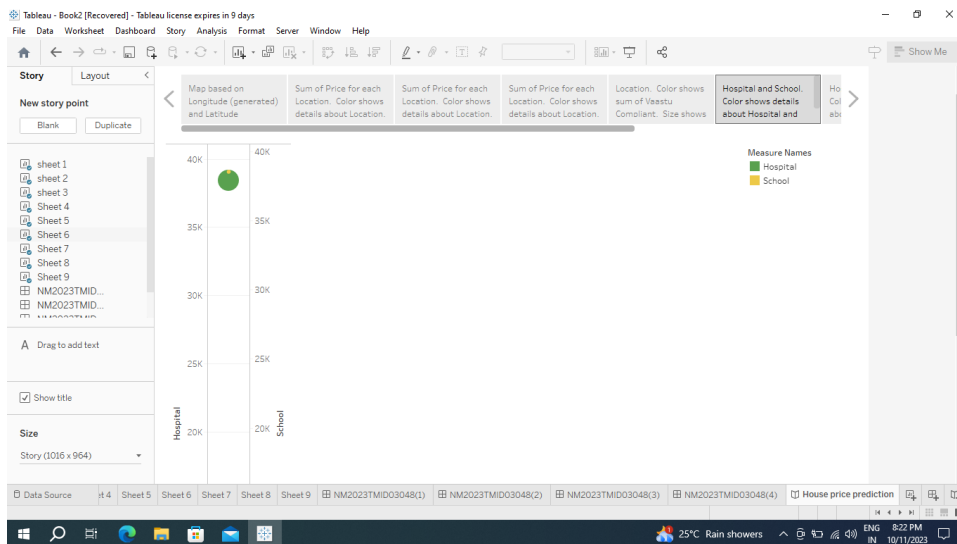 Tableau - Book2 [Recovered] - Tableau license expires in 9 days
File Data Worksheet Dashboard Story Analysis Format Server Window Help
Show Me
Story Layout
New story point
Blank Duplicate
sheet 1
sheet 2
sheet 3
Sheet 4
Sheet 5
Sheet 6
Sheet 7
Sheet 8
Sheet 9
NM2023TMID...
NM2023TMID...
NM2023TMID...
A Drag to add text
Show title
Size
Story (1016 x 964)
Map based on
Longitude (generated)
and Latitude
Sum of Price for each
Location. Color shows
details about Location.
Sum of Price for each
Location. Color shows
details about Location.
Sum of Price for each
Location. Color shows
details about Location.
Location. Color shows
sum of Vaastu
Compliant. Size shows
Hospital and School.
Color shows details
about Hospital and
Ho
Col
abo
40K
35K
30K
25K
20K
Hospital
40K
35K
30K
25K
20K
School
Measure Names
Hospital
School
Data Source et 4 Sheet 5 Sheet 6 Sheet 7 Sheet 8 Sheet 9 NM2023TMID03048(1) NM2023TMID03048(2) NM2023TMID03048(3) NM2023TMID03048(4) House price prediction
25°C Rain showers
ENG
IN
8:22 PM
10/11/2023